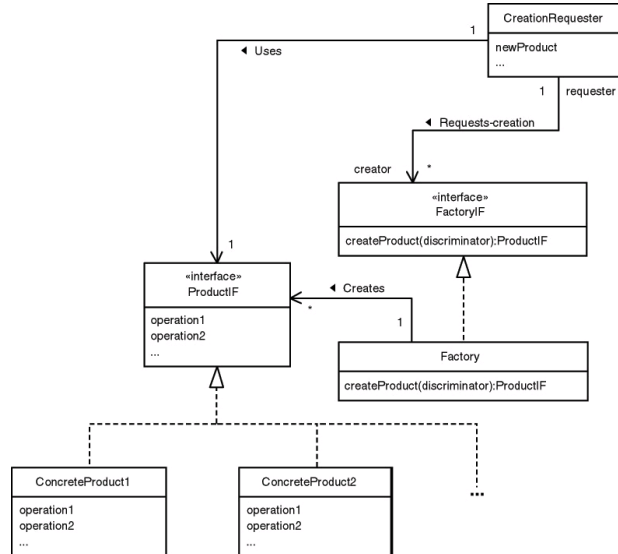 CreationRequester
newProduct
...
1
◄ Uses
1
requester
◄ Requests-creation
creator
*
«interface»
FactoryIF
createProduct(discriminator):ProductIF
1
«interface»
ProductIF
operation1
operation2
...
◄ Creates
*
1
Factory
createProduct(discriminator):ProductIF
ConcreteProduct1
operation1
operation2
...
ConcreteProduct2
operation1
operation2
...
...